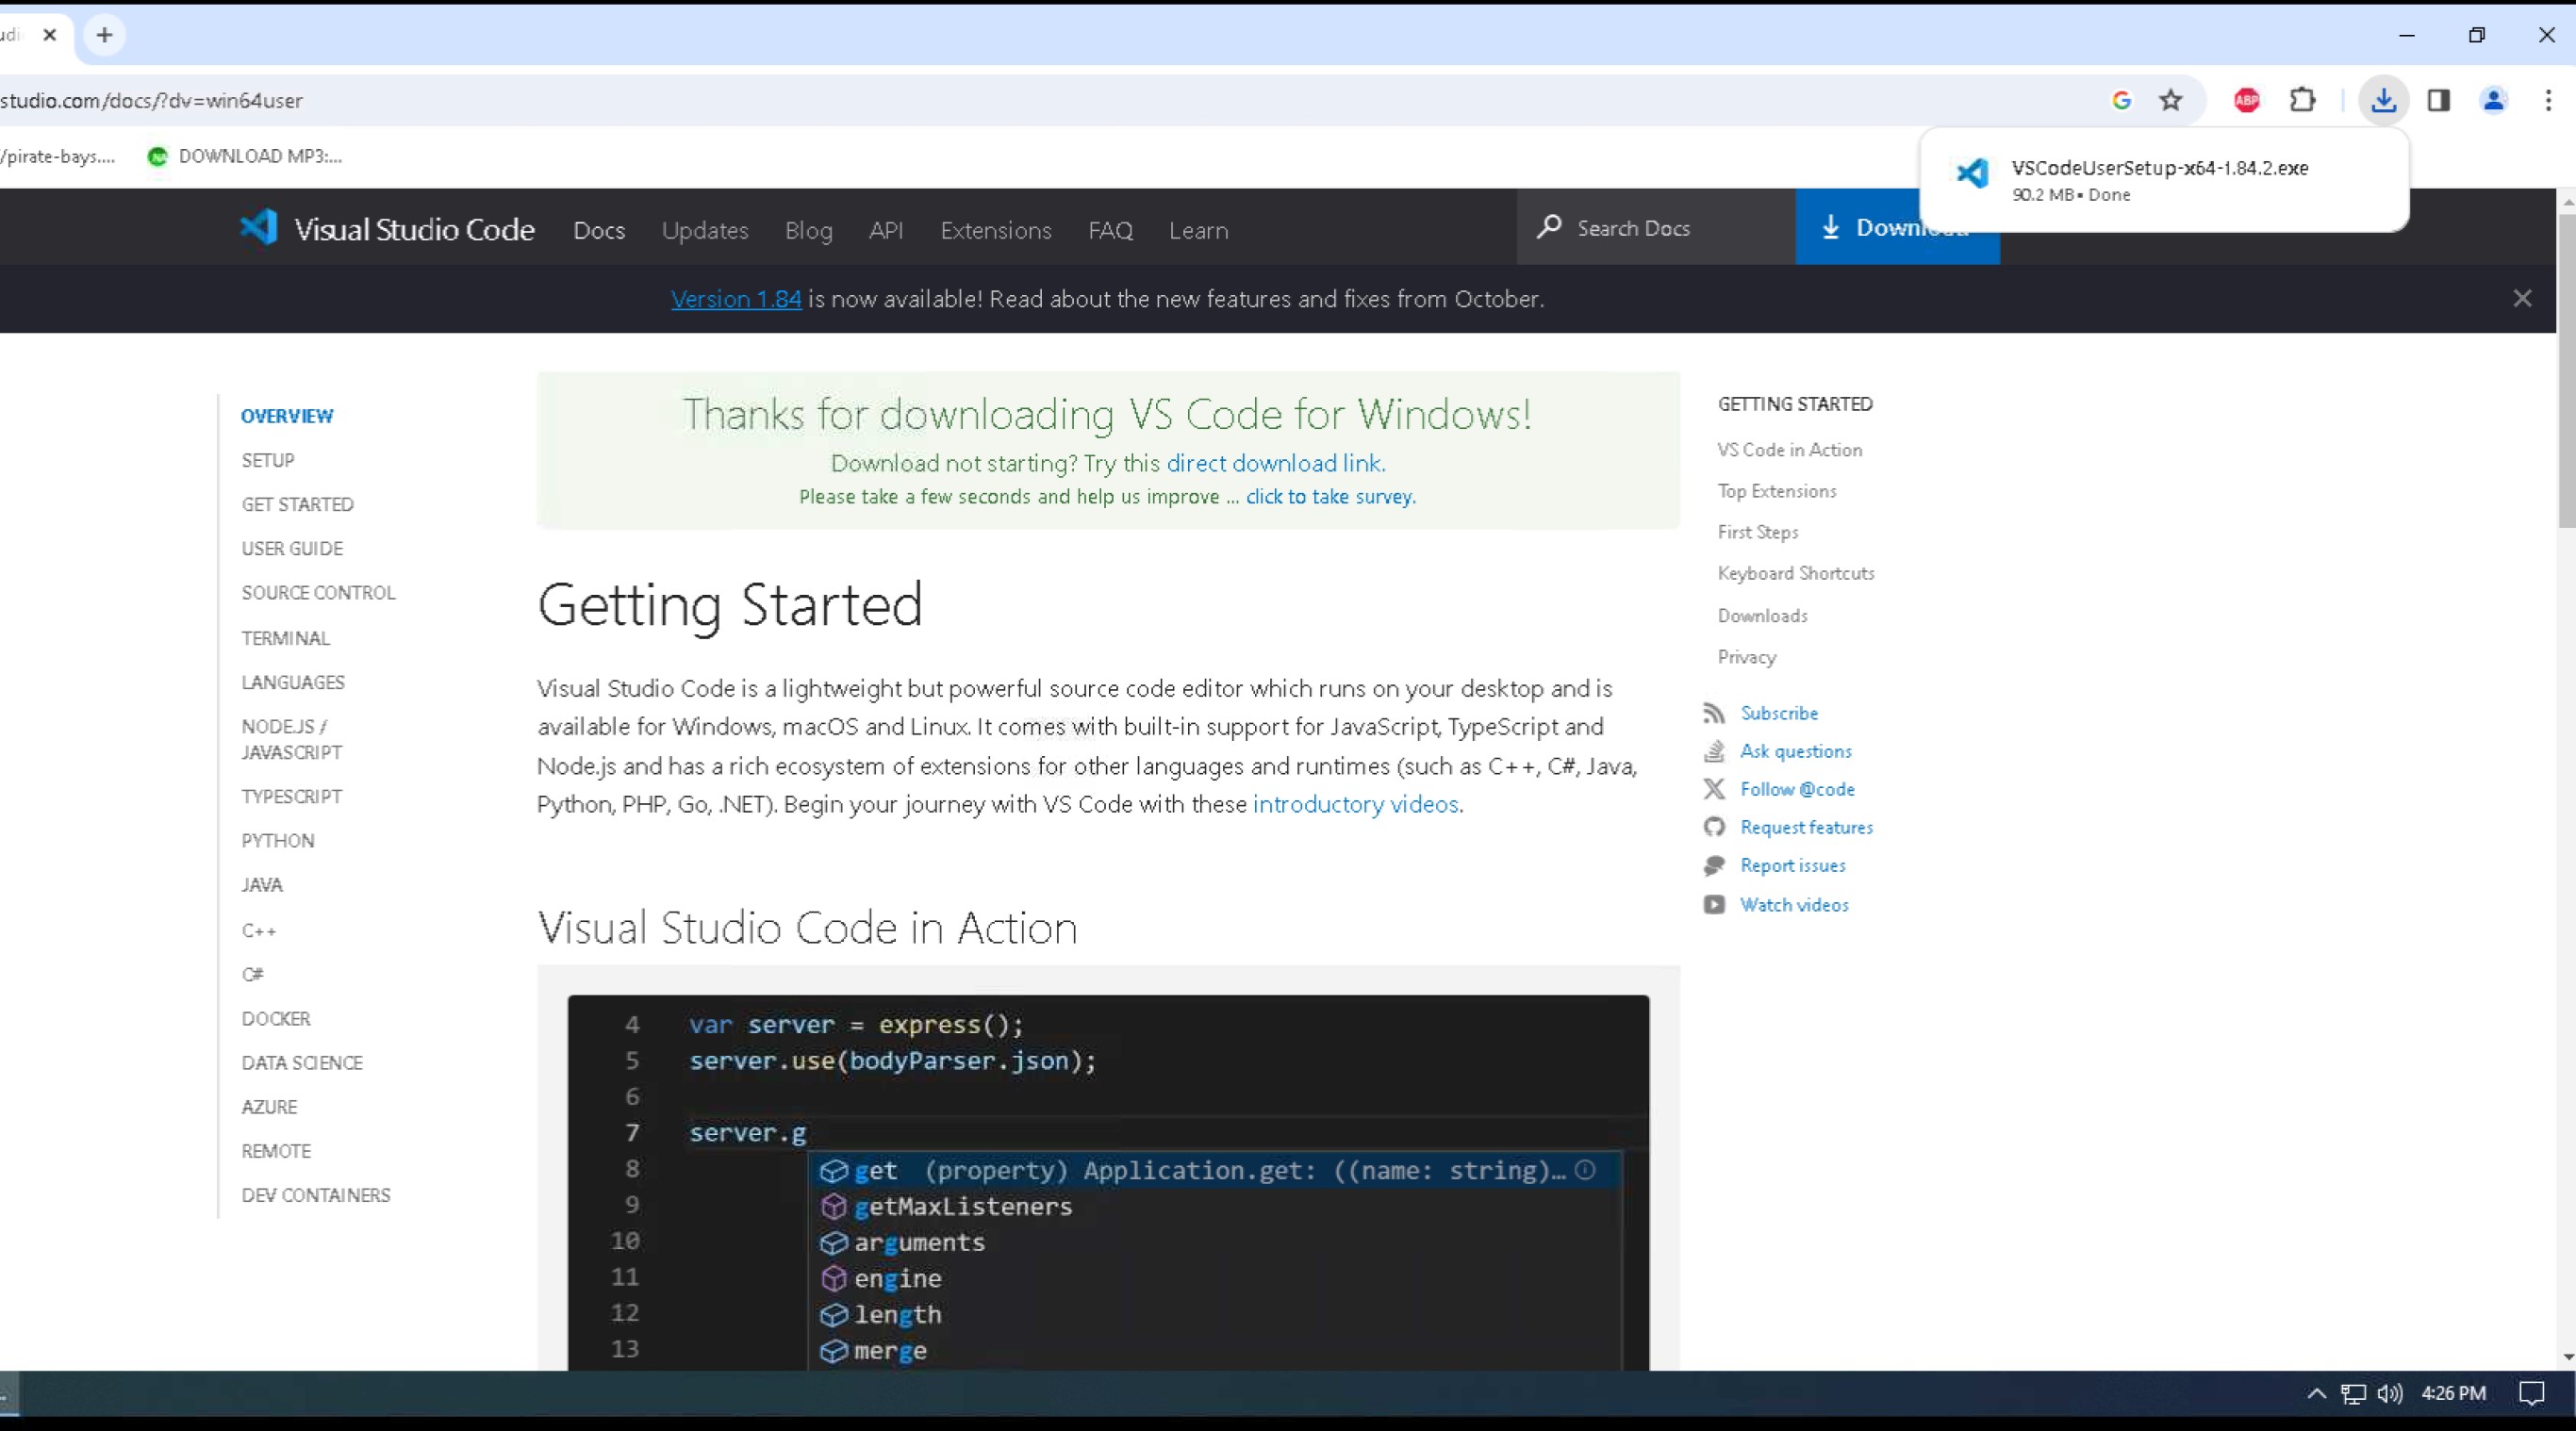 studio.com/docs/?dv=win64user
/pirate-bays....
DOWNLOAD MP3:...
ABP
VSCodeUserSetup-x64-1.84.2.exe
90.2 MB • Done
Visual Studio Code
Docs
Updates
Blog
API
Extensions
FAQ
Learn
Search Docs
Version 1.84 is now available! Read about the new features and fixes from October.
OVERVIEW
SETUP
GET STARTED
USER GUIDE
SOURCE CONTROL
TERMINAL
LANGUAGES
NODE.JS /
JAVASCRIPT
TYPESCRIPT
PYTHON
JAVA
C++
C#
DOCKER
DATA SCIENCE
AZURE
REMOTE
DEV CONTAINERS
Thanks for downloading VS Code for Windows!
Download not starting? Try this direct download link.
Please take a few seconds and help us improve ... click to take survey.
Getting Started
Visual Studio Code is a lightweight but powerful source code editor which runs on your desktop and is
available for Windows, macOS and Linux. It comes with built-in support for JavaScript, TypeScript and
Node.js and has a rich ecosystem of extensions for other languages and runtimes (such as C++, C#, Java,
Python, PHP, Go, .NET). Begin your journey with VS Code with these introductory videos.
Visual Studio Code in Action
4 var server = express();
5 server.use(bodyParser.json);
6
7 server.g
8 get (property) Application.get: ((name: string)...
9 getMaxListeners
10 arguments
11 engine
12 length
13 merge
GETTING STARTED
VS Code in Action
Top Extensions
First Steps
Keyboard Shortcuts
Downloads
Privacy
Subscribe
Ask questions
Follow @code
Request features
Report issues
Watch videos
4:26 PM